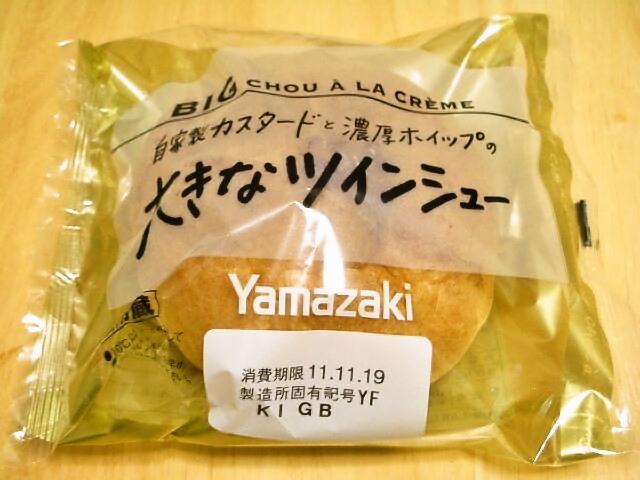 BIG CHOU À LA CRÈME
自家製カスタードと濃厚ホイップの
大きなツインシュー
Yamazaki
消費期限 11.11.19
製造所固有記号YF
KI GB